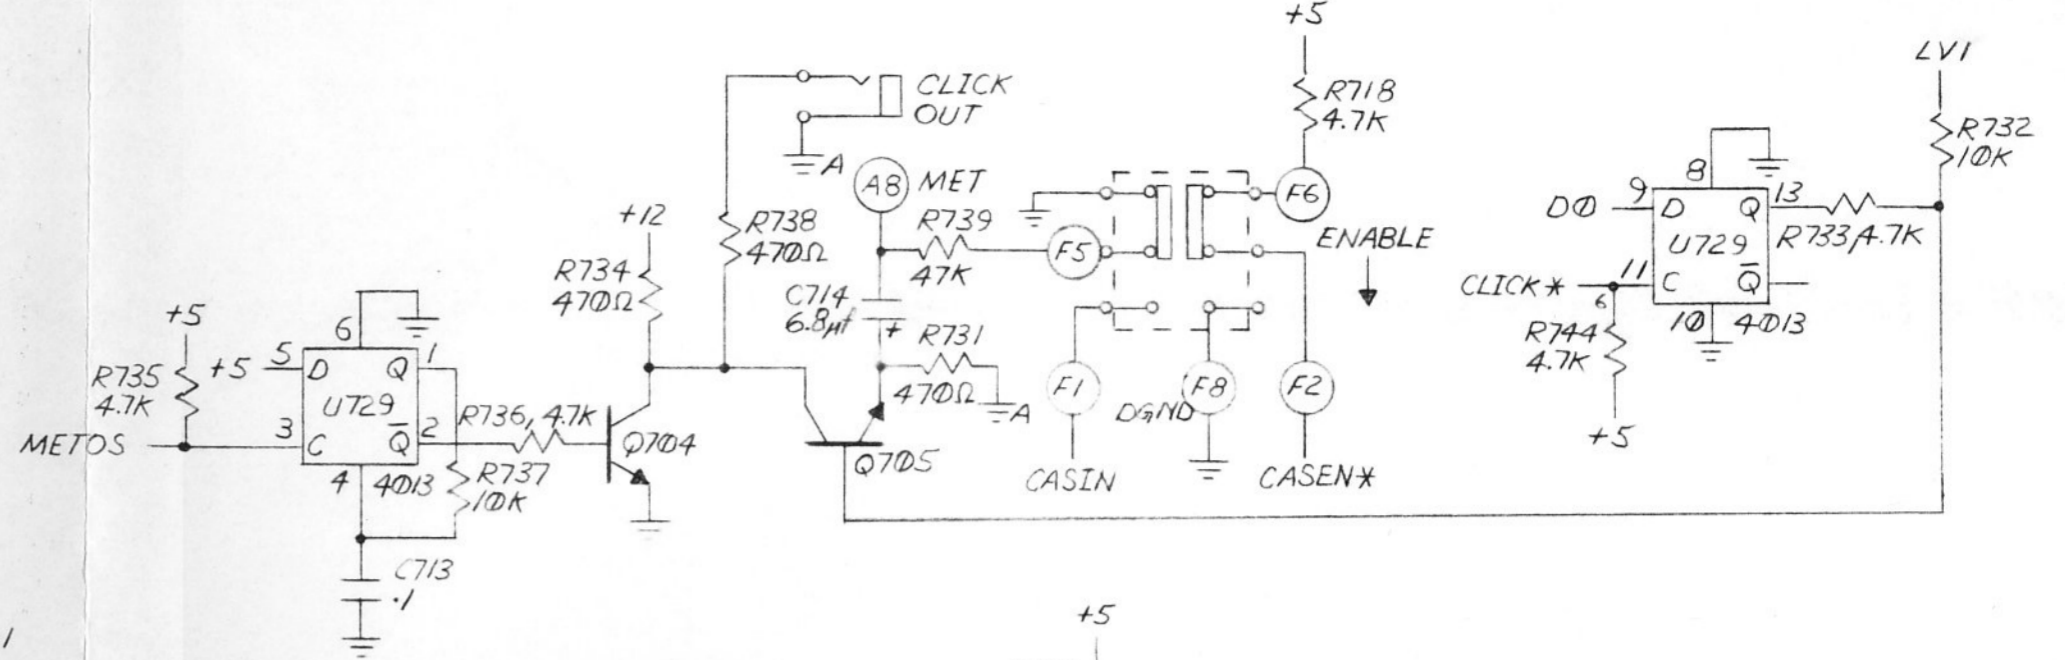 +5
LV1
R718
4.7K
CLICK
OUT
R732
10K
A
A8
MET
8
9
13
DØ
D
Q
R733, 4.7K
U729
+12
R738
470Ω
R739
47K
F5
F6
ENABLE
R734
470Ω
C714
6.8µf
+
CLICK*
11
6
C
Q̅
10
4013
R744
4.7K
+5
+5
6
R731
470Ω
A
R735
4.7K
+5
5
D
Q
1
U729
R736, 4.7K
F1
DGND
F8
F2
METOS
3
C
Q̅
2
Q704
Q705
4
4013
R737
10K
CASIN
CASEN*
C713
.1
+5
1